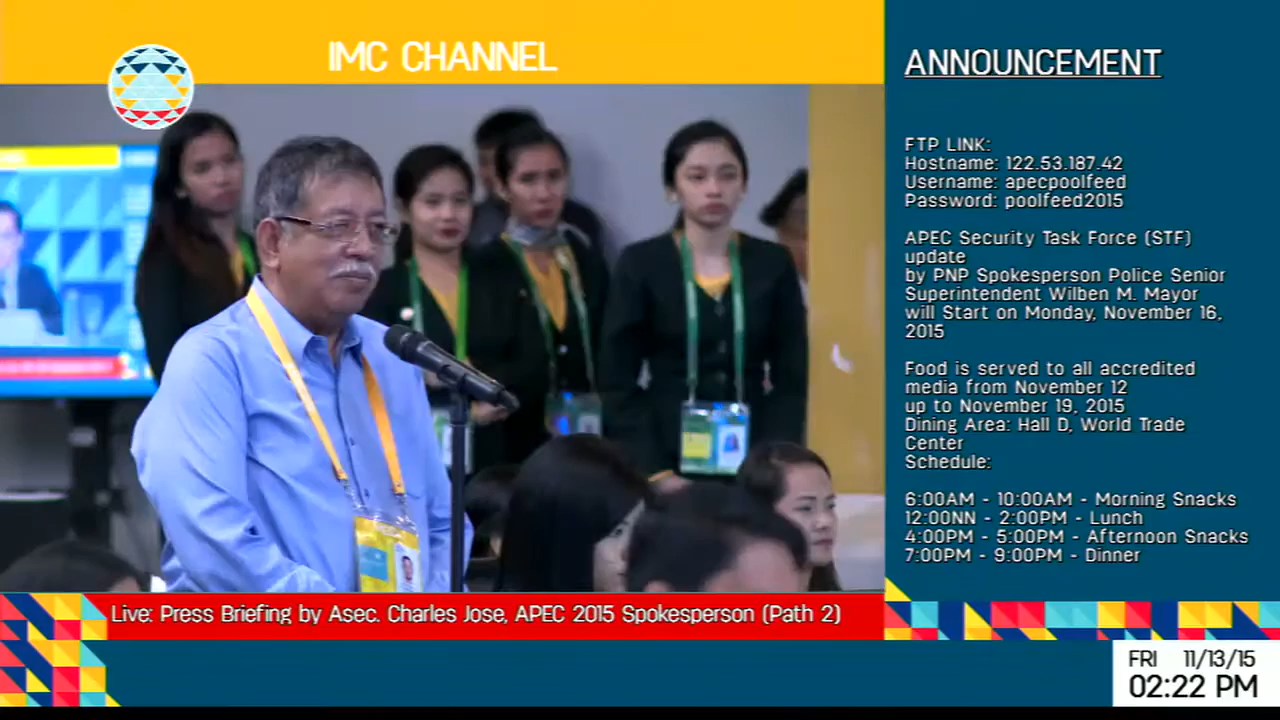 IMC CHANNEL
ANNOUNCEMENT
FTP LINK:
Hostname: 122.53.187.42
Username: apecpoolfeed
Password: poolfeed2015
APEC Security Task Force (STF)
update
by PNP Spokesperson Police Senior
Superintendent Wilben M. Mayor
will Start on Monday, November 16,
2015
Food is served to all accredited
media from November 12
up to November 19, 2015
Dining Area: Hall D, World Trade
Center
Schedule:
6:00AM - 10:00AM - Morning Snacks
12:00NN - 2:00PM - Lunch
4:00PM - 5:00PM - Afternoon Snacks
7:00PM - 9:00PM - Dinner
Live: Press Briefing by Asec. Charles Jose, APEC 2015 Spokesperson (Path 2)
FRI 11/13/15
02:22 PM